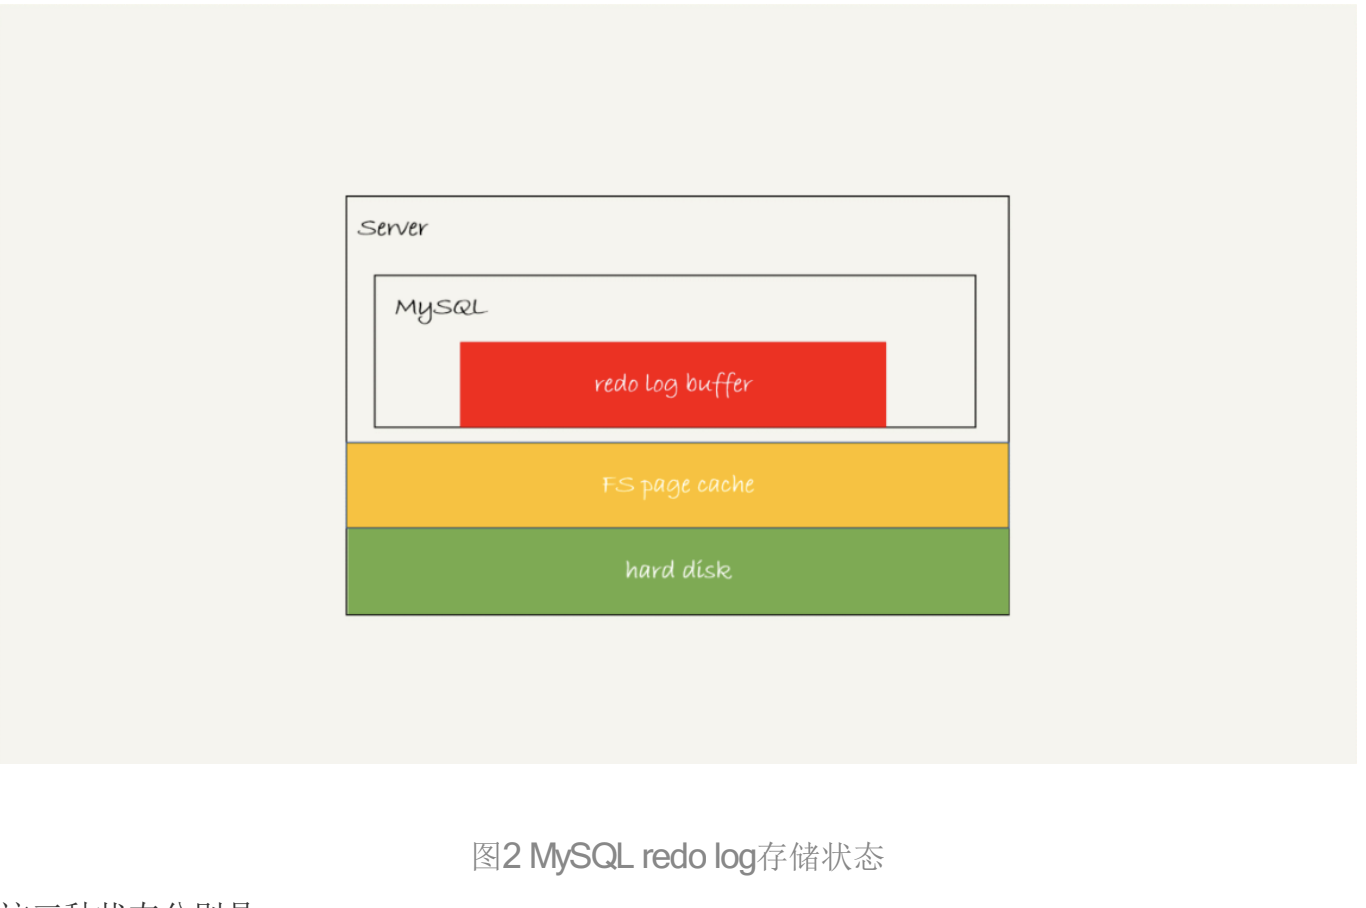 Server
MySQL
redo log buffer
FS page cache
hard disk
图2 MySQL redo log存储状态